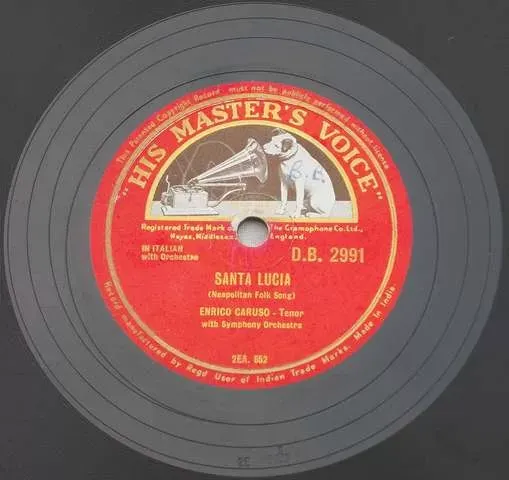 This Patented Copyright Record must not be publicly performed without license
"HIS MASTER'S VOICE"
B.B.
Registered Trade Mark The Gramophone Co. Ltd.,
Hayes, Middlesex England.
IN ITALIAN
with Orchestra
D.B. 2991
SANTA LUCIA
(Neapolitan Folk Song)
ENRICO CARUSO - Tenor
with Symphony Orchestra
2EA. 652
Record manufactured by Regd User of Indian Trade Marks. Made In India
2E